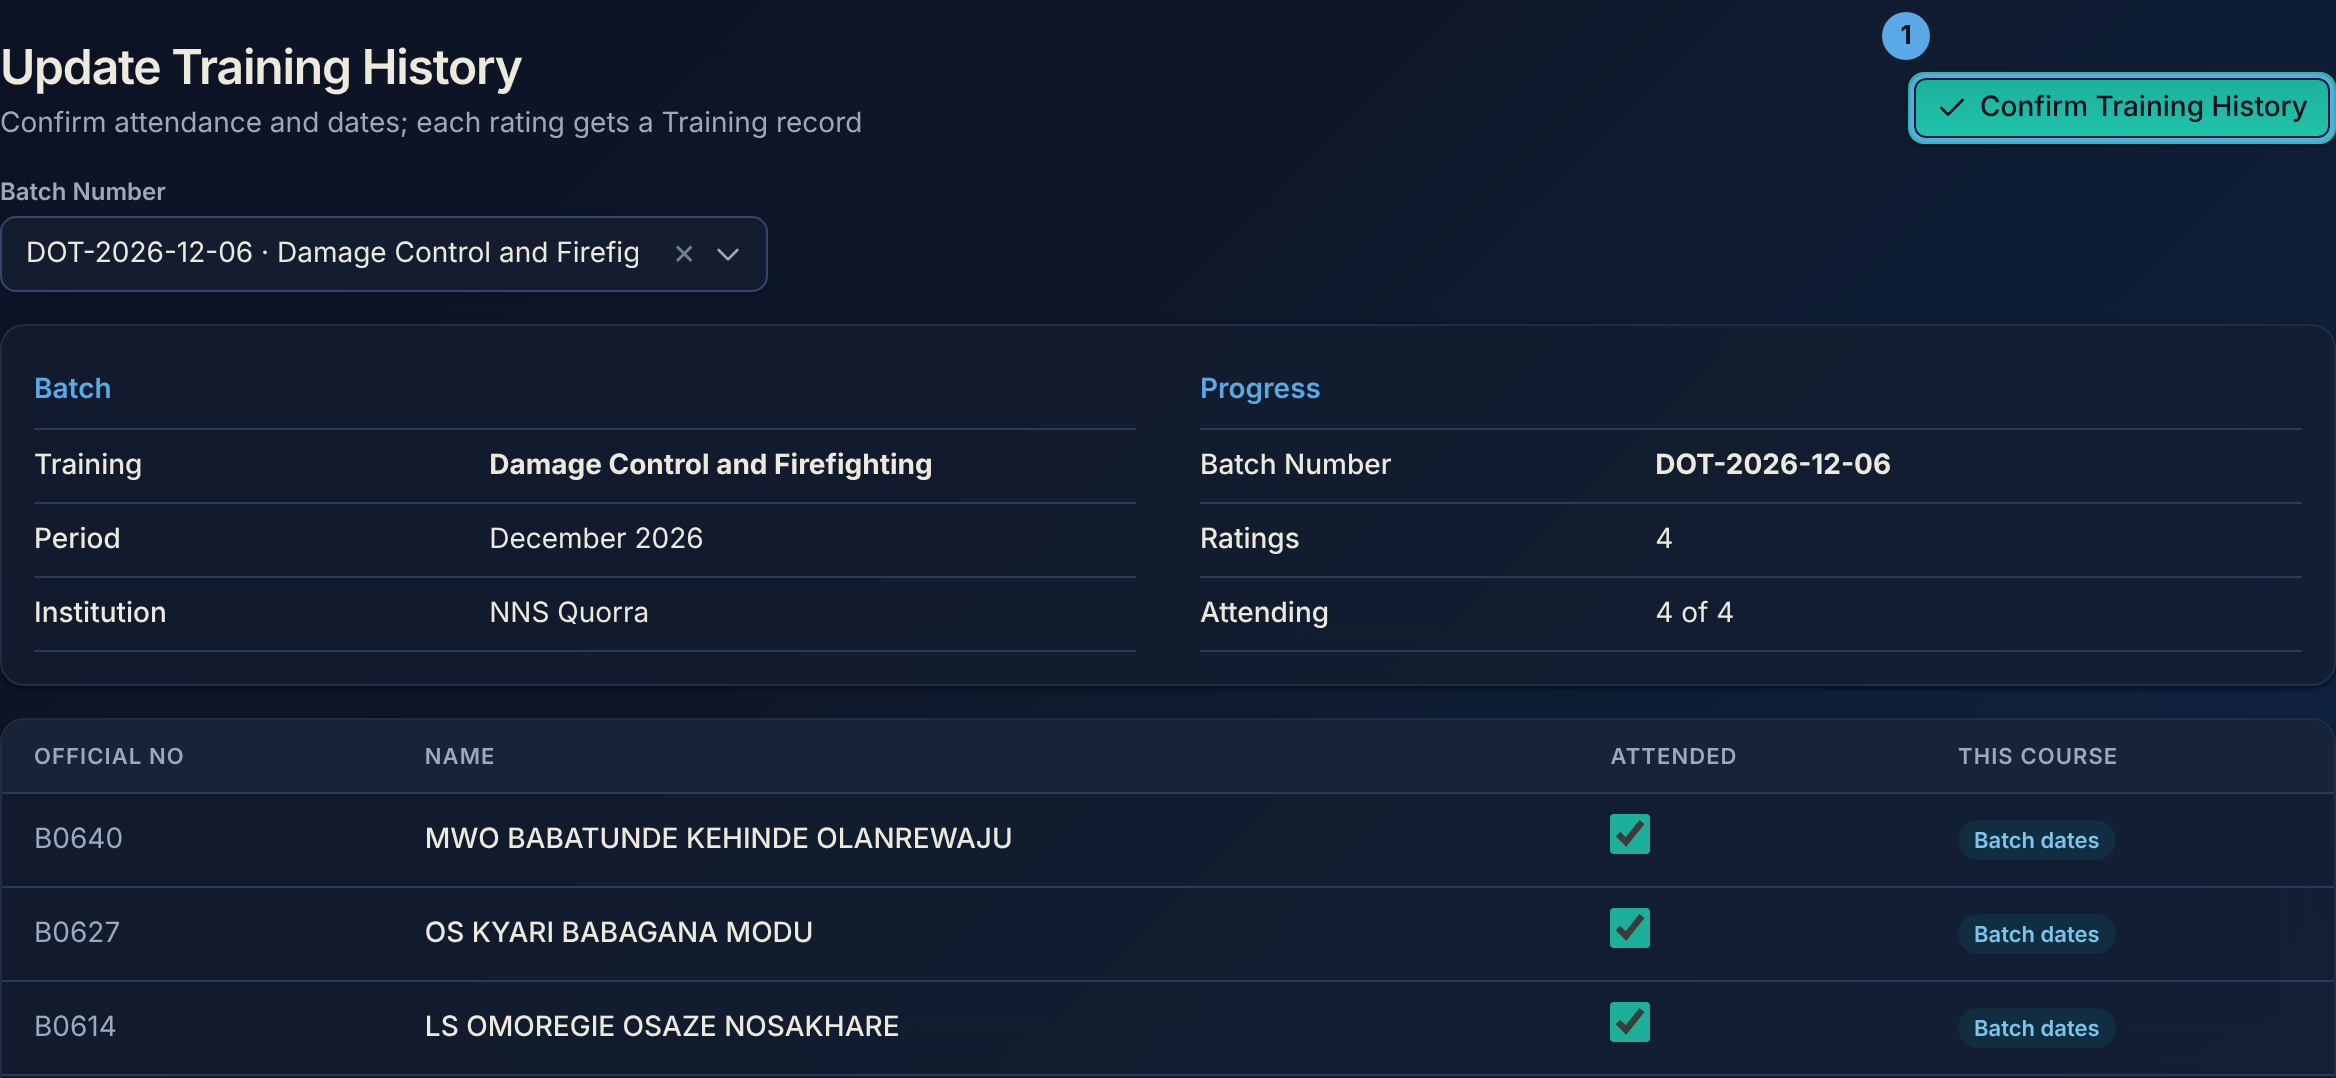 1
Update Training History
Confirm Training History
Confirm attendance and dates; each rating gets a Training record
Batch Number
DOT-2026-12-06 · Damage Control and Firefig
Batch
Progress
Training Damage Control and Firefighting
Batch Number DOT-2026-12-06
Period December 2026
Ratings 4
Institution NNS Quorra
Attending 4 of 4
OFFICIAL NO NAME ATTENDED THIS COURSE
B0640 MWO BABATUNDE KEHINDE OLANREWAJU Batch dates
B0627 OS KYARI BABAGANA MODU Batch dates
B0614 LS OMOREGIE OSAZE NOSAKHARE Batch dates